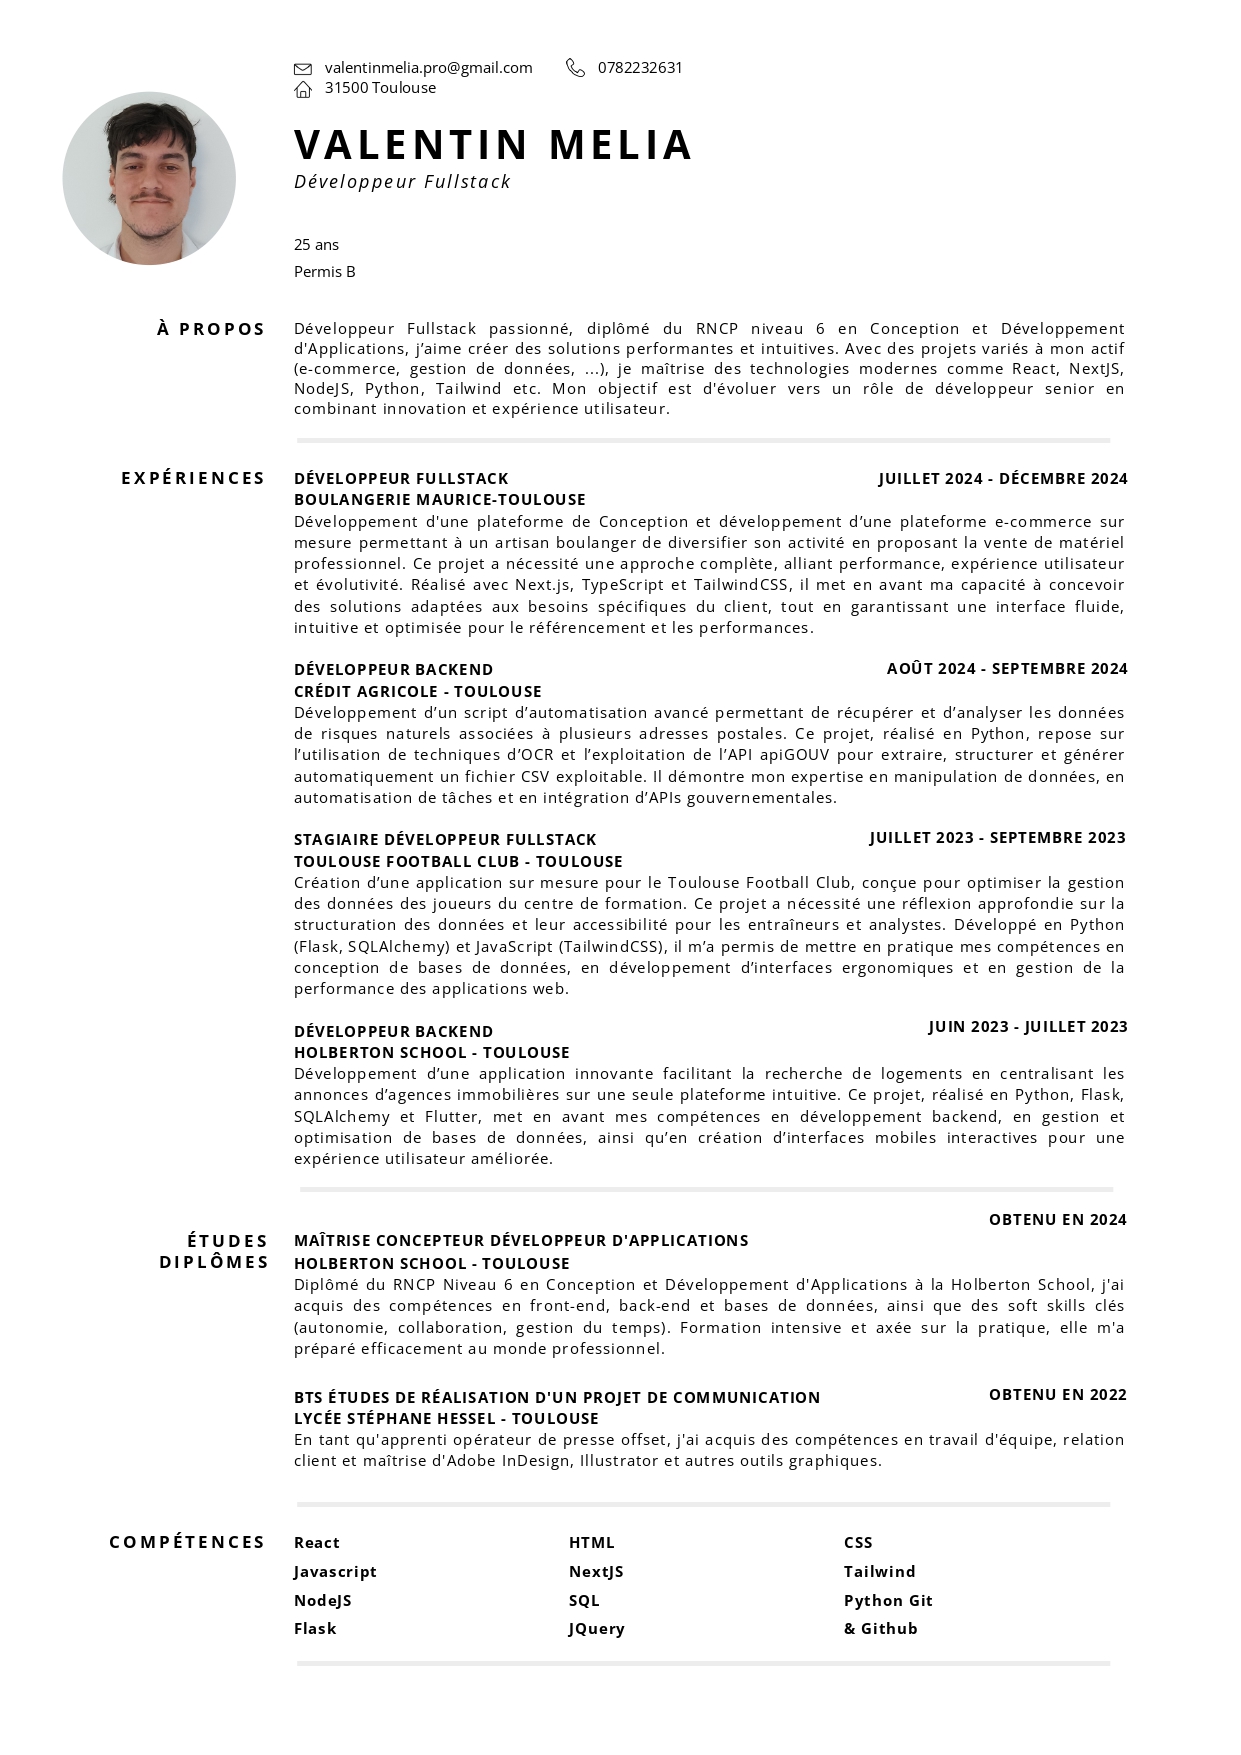 valentinmelia.pro@gmail.com 0782232631
31500 Toulouse
VALENTIN MELIA
Développeur Fullstack
25 ans
Permis B
À PROPOS
Développeur Fullstack passionné, diplômé du RNCP niveau 6 en Conception et Développement
d'Applications, j’aime créer des solutions performantes et intuitives. Avec des projets variés à mon actif
(e-commerce, gestion de données, ...), je maîtrise des technologies modernes comme React, NextJS,
NodeJS, Python, Tailwind etc. Mon objectif est d'évoluer vers un rôle de développeur senior en
combinant innovation et expérience utilisateur.
EXPÉRIENCES
DÉVELOPPEUR FULLSTACK JUILLET 2024 - DÉCEMBRE 2024
BOULANGERIE MAURICE-TOULOUSE
Développement d'une plateforme de Conception et développement d’une plateforme e-commerce sur
mesure permettant à un artisan boulanger de diversifier son activité en proposant la vente de matériel
professionnel. Ce projet a nécessité une approche complète, alliant performance, expérience utilisateur
et évolutivité. Réalisé avec Next.js, TypeScript et TailwindCSS, il met en avant ma capacité à concevoir
des solutions adaptées aux besoins spécifiques du client, tout en garantissant une interface fluide,
intuitive et optimisée pour le référencement et les performances.
DÉVELOPPEUR BACKEND AOÛT 2024 - SEPTEMBRE 2024
CRÉDIT AGRICOLE - TOULOUSE
Développement d’un script d’automatisation avancé permettant de récupérer et d’analyser les données
de risques naturels associées à plusieurs adresses postales. Ce projet, réalisé en Python, repose sur
l’utilisation de techniques d’OCR et l’exploitation de l’API apiGOUV pour extraire, structurer et générer
automatiquement un fichier CSV exploitable. Il démontre mon expertise en manipulation de données, en
automatisation de tâches et en intégration d’APIs gouvernementales.
STAGIAIRE DÉVELOPPEUR FULLSTACK JUILLET 2023 - SEPTEMBRE 2023
TOULOUSE FOOTBALL CLUB - TOULOUSE
Création d’une application sur mesure pour le Toulouse Football Club, conçue pour optimiser la gestion
des données des joueurs du centre de formation. Ce projet a nécessité une réflexion approfondie sur la
structuration des données et leur accessibilité pour les entraîneurs et analystes. Développé en Python
(Flask, SQLAlchemy) et JavaScript (TailwindCSS), il m’a permis de mettre en pratique mes compétences en
conception de bases de données, en développement d’interfaces ergonomiques et en gestion de la
performance des applications web.
DÉVELOPPEUR BACKEND JUIN 2023 - JUILLET 2023
HOLBERTON SCHOOL - TOULOUSE
Développement d’une application innovante facilitant la recherche de logements en centralisant les
annonces d’agences immobilières sur une seule plateforme intuitive. Ce projet, réalisé en Python, Flask,
SQLAlchemy et Flutter, met en avant mes compétences en développement backend, en gestion et
optimisation de bases de données, ainsi qu’en création d’interfaces mobiles interactives pour une
expérience utilisateur améliorée.
ÉTUDES
DIPLÔMES
OBTENU EN 2024
MAÎTRISE CONCEPTEUR DÉVELOPPEUR D'APPLICATIONS
HOLBERTON SCHOOL - TOULOUSE
Diplômé du RNCP Niveau 6 en Conception et Développement d'Applications à la Holberton School, j'ai
acquis des compétences en front-end, back-end et bases de données, ainsi que des soft skills clés
(autonomie, collaboration, gestion du temps). Formation intensive et axée sur la pratique, elle m'a
préparé efficacement au monde professionnel.
BTS ÉTUDES DE RÉALISATION D'UN PROJET DE COMMUNICATION OBTENU EN 2022
LYCÉE STÉPHANE HESSEL - TOULOUSE
En tant qu'apprenti opérateur de presse offset, j'ai acquis des compétences en travail d'équipe, relation
client et maîtrise d'Adobe InDesign, Illustrator et autres outils graphiques.
COMPÉTENCES
React HTML CSS
Javascript NextJS Tailwind
NodeJS SQL Python Git
Flask JQuery & Github